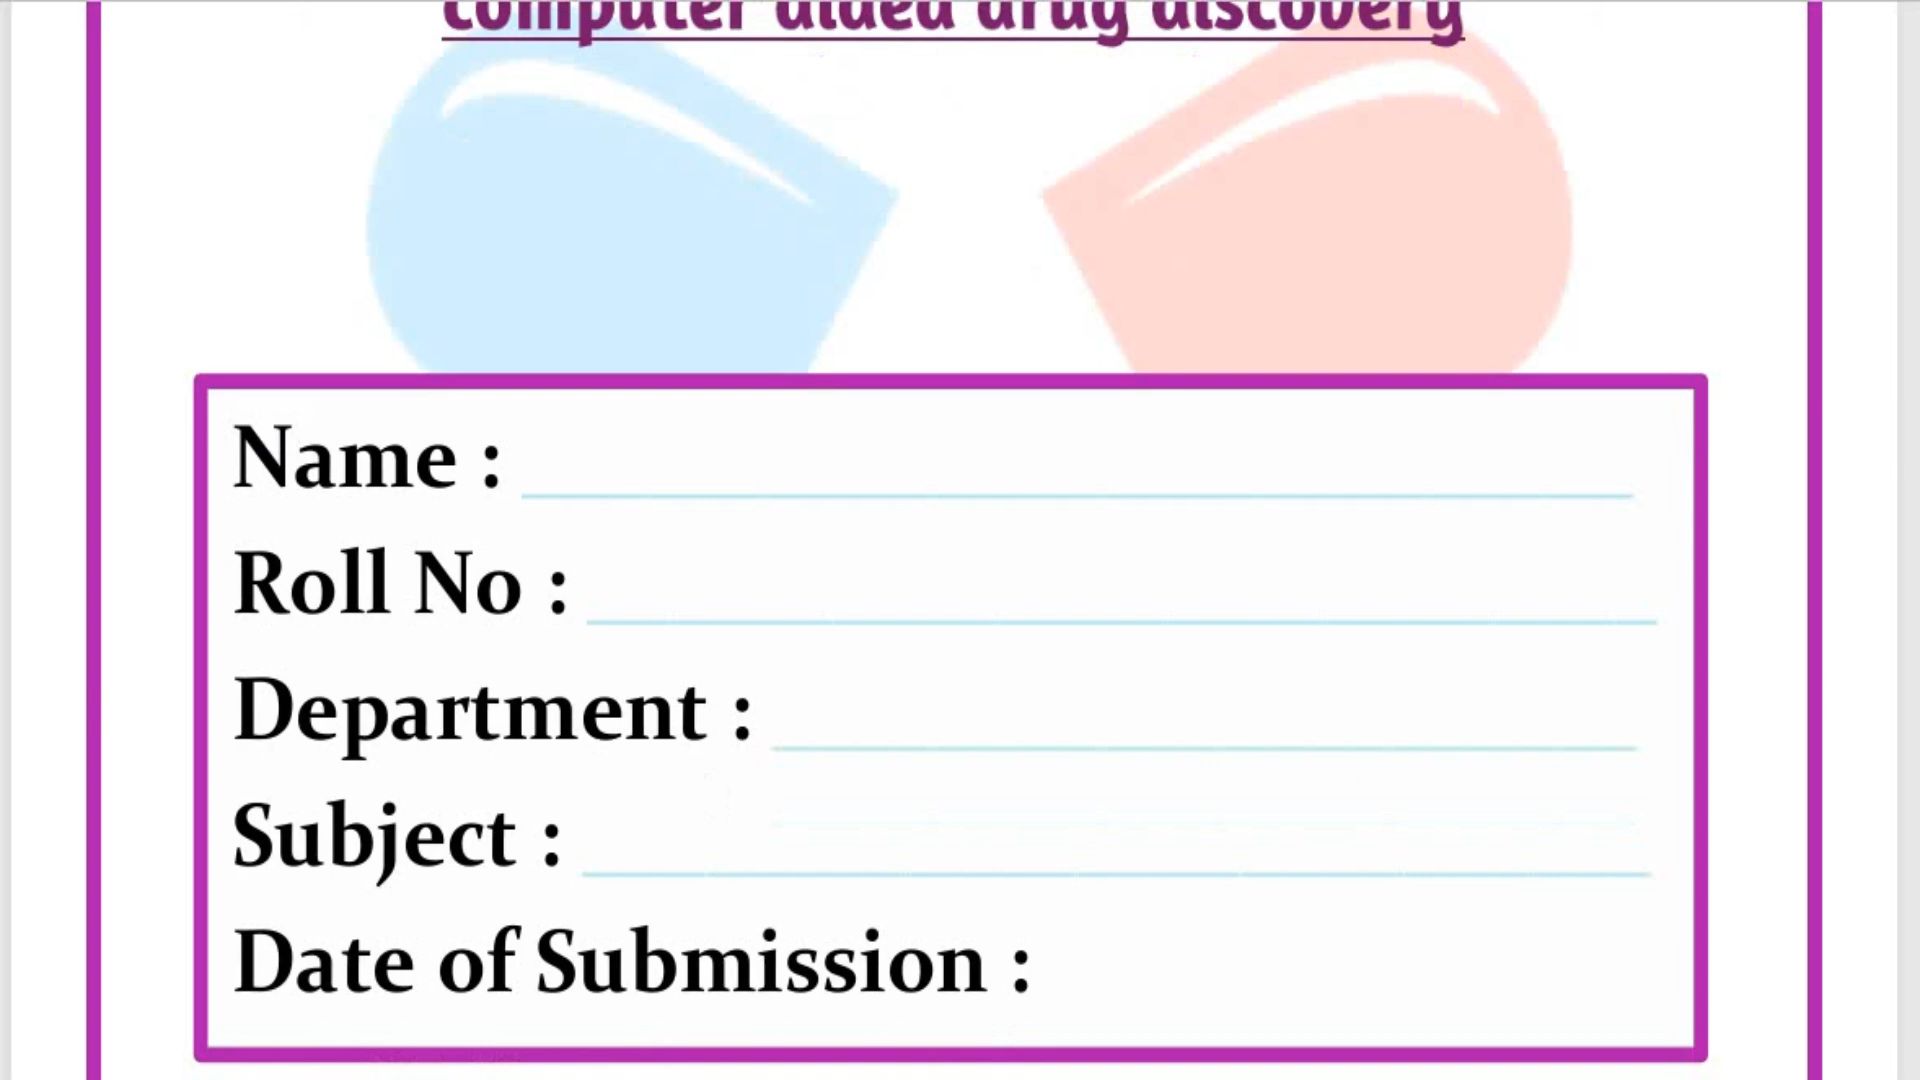 computer aided drug discovery
Name :
Roll No :
Department :
Subject :
Date of Submission :